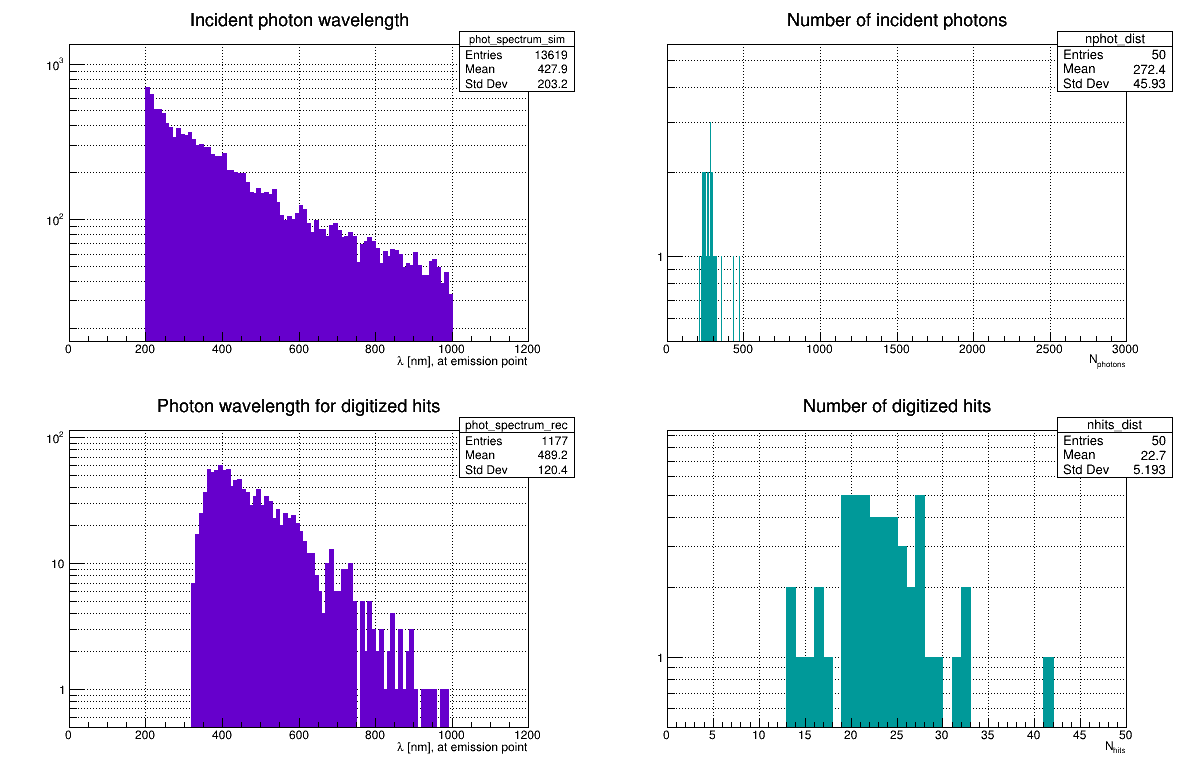 Incident photon wavelength
phot_spectrum_sim
Entries 13619
Mean 427.9
Std Dev 203.2
10³
10²
0 200 400 600 800 1000 1200
λ [nm], at emission point
Number of incident photons
nphot_dist
Entries 50
Mean 272.4
Std Dev 45.93
1
0 500 1000 1500 2000 2500 3000
Nphotons
Photon wavelength for digitized hits
phot_spectrum_rec
Entries 1177
Mean 489.2
Std Dev 120.4
10²
10
1
0 200 400 600 800 1000 1200
λ [nm], at emission point
Number of digitized hits
nhits_dist
Entries 50
Mean 22.7
Std Dev 5.193
1
0 5 10 15 20 25 30 35 40 45 50
Nhits